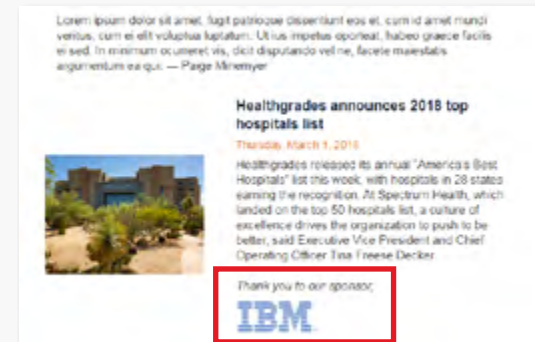 Lorem ipsum dolor sit amet, fugit patrioque dissentiunt eos et, cum id amet mundi
veritus, cum ei elit voluptua luptatum. Ut ius impetus oporteat, habeo graece facilis
ei sed. In minimum ocurreret vis, dicit disputando vel ne, facete maiestatis
argumentum ea qui. — Paige Minemyer
Healthgrades announces 2018 top
hospitals list
Thursday, March 1, 2018
Healthgrades released its annual "America's Best
Hospitals" list this week, with hospitals in 28 states
earning the recognition. At Spectrum Health, which
landed on the top 50 hospitals list, a culture of
excellence drives the organization to push to be
better, said Executive Vice President and Chief
Operating Officer Tina Freese Decker.
Thank you to our sponsor,
IBM